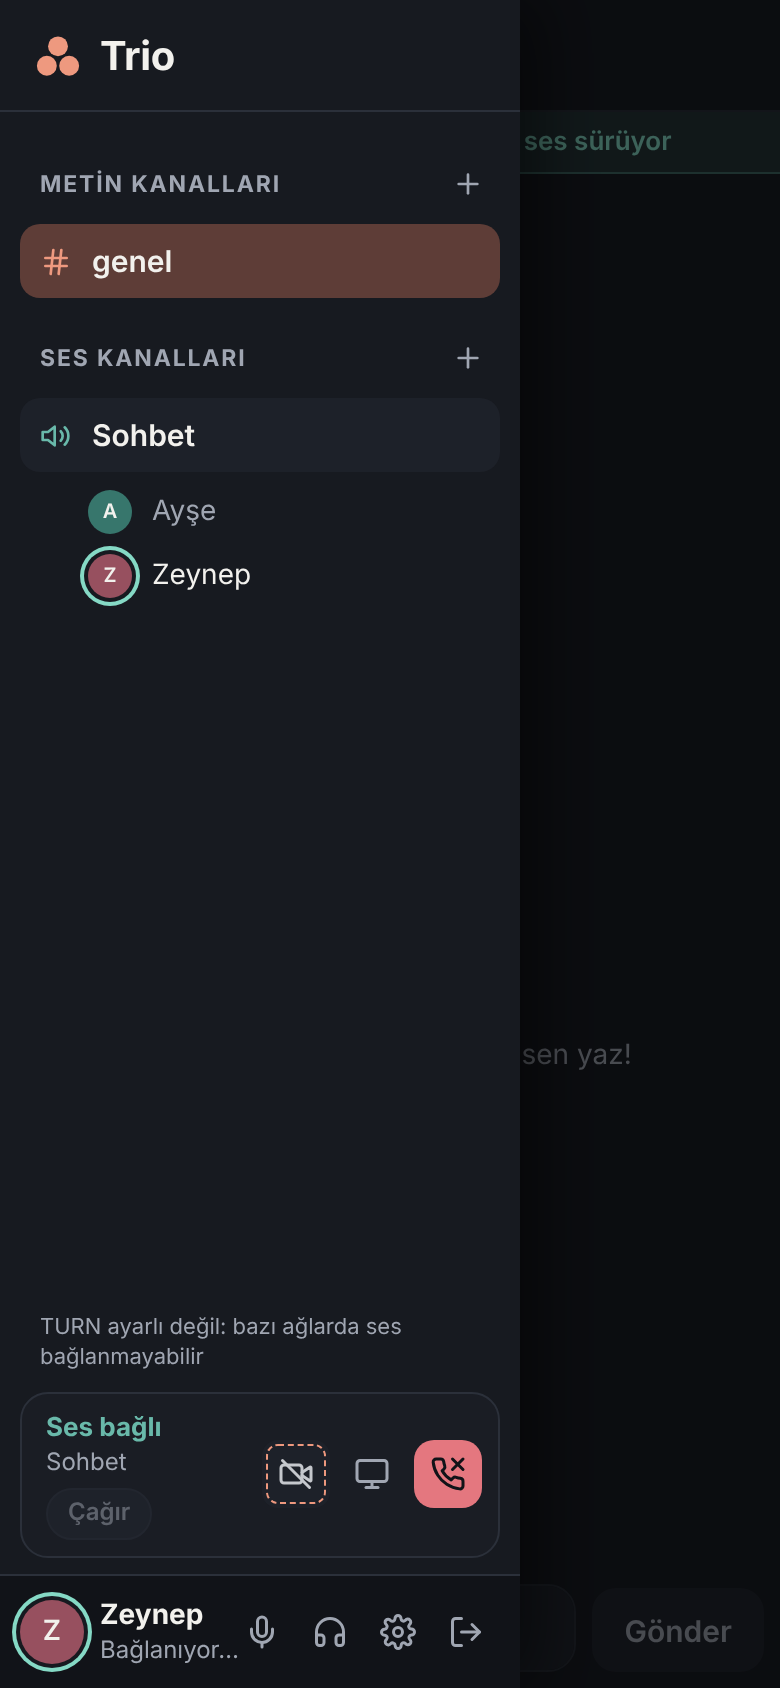 Trio
ses sürüyor
METİN KANALLARI
genel
SES KANALLARI
Sohbet
A Ayşe
Z Zeynep
sen yaz!
TURN ayarlı değil: bazı ağlarda ses
bağlanmayabilir
Ses bağlı
Sohbet
Çağır
Z Zeynep
Bağlanıyor...
Gönder